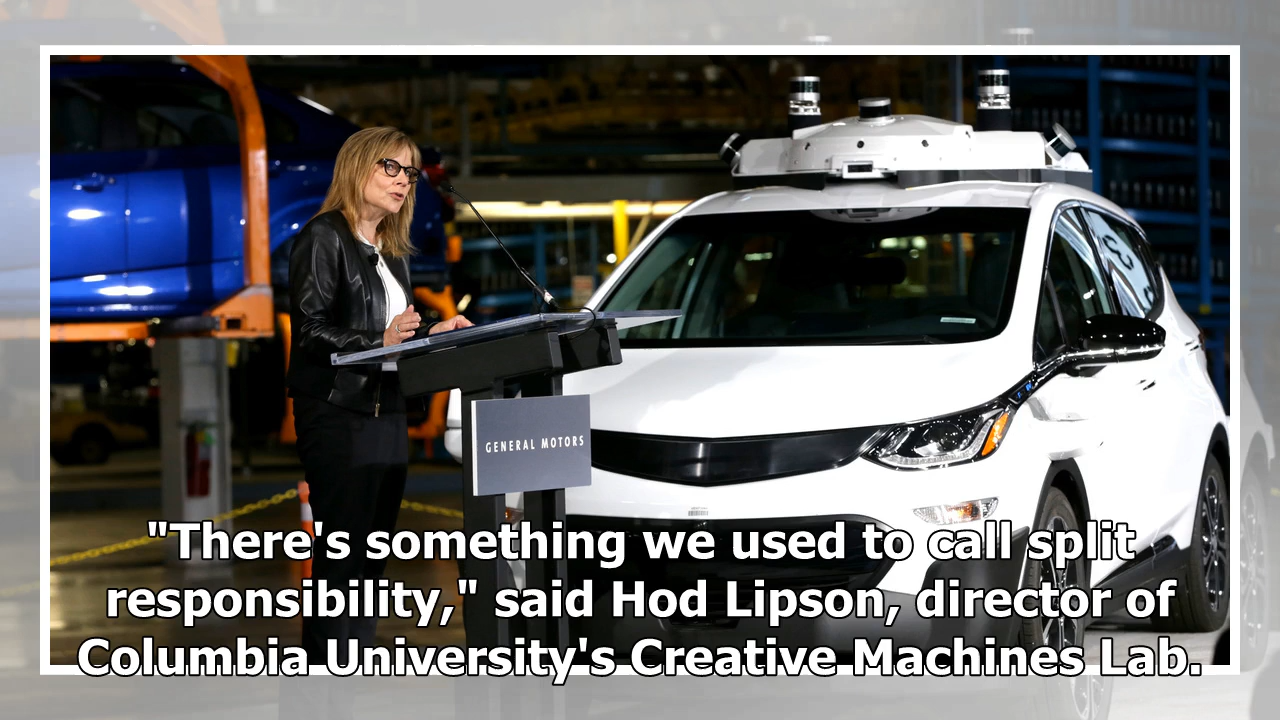 GENERAL MOTORS
"There's something we used to call split
responsibility," said Hod Lipson, director of
Columbia University's Creative Machines Lab.